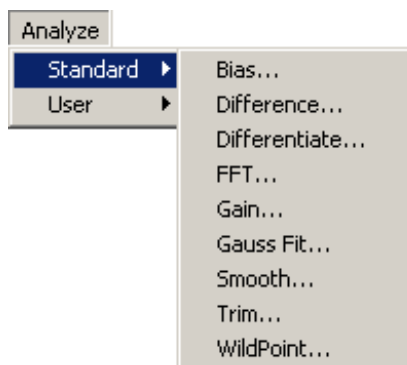 Analyze
Standard
User
Bias...
Difference...
Differentiate...
FFT...
Gain...
Gauss Fit...
Smooth...
Trim...
WildPoint...